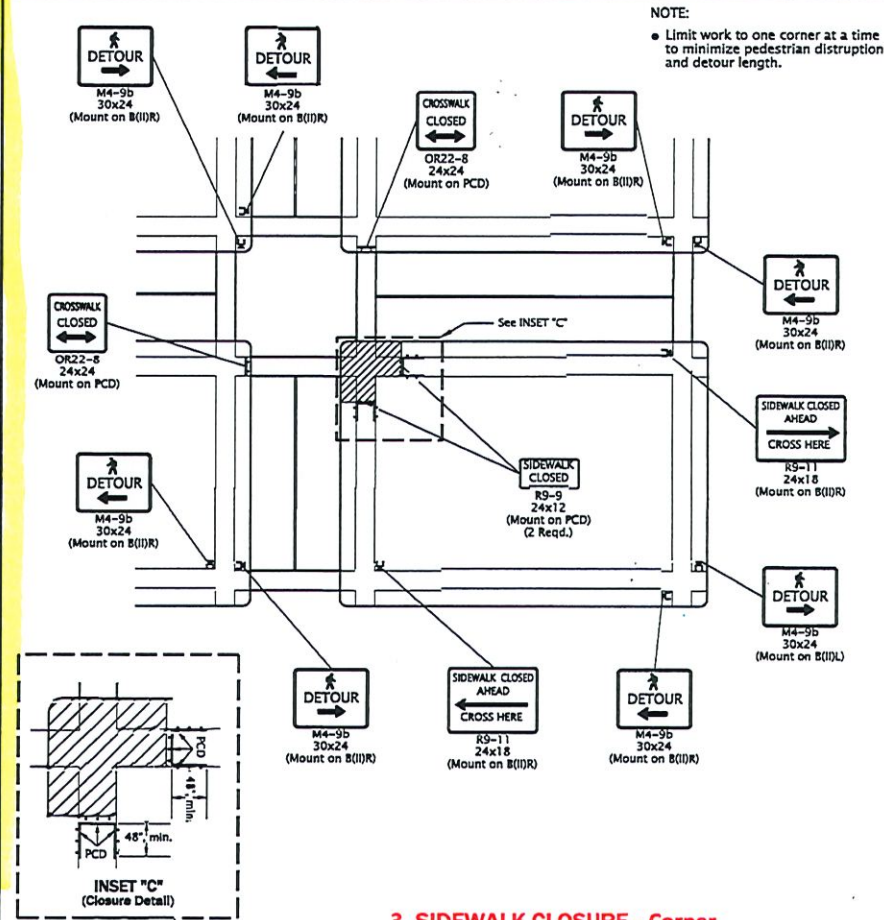 NOTE:
• Limit work to one corner at a time
to minimize pedestrian distruption
and detour length.
DETOUR
M4-9b
30x24
(Mount on B(II)R)
DETOUR
M4-9b
30x24
(Mount on B(II)R)
CROSSWALK
CLOSED
OR22-8
24x24
(Mount on PCD)
DETOUR
M4-9b
30x24
(Mount on B(II)R)
DETOUR
M4-9b
30x24
(Mount on B(II)R)
CROSSWALK
CLOSED
OR22-8
24x24
(Mount on PCD)
See INSET "C"
SIDEWALK CLOSED
AHEAD
CROSS HERE
R9-11
24x18
(Mount on B(II)R)
SIDEWALK
CLOSED
R9-9
24x12
(Mount on PCD)
(2 Reqd.)
DETOUR
M4-9b
30x24
(Mount on B(II)R)
DETOUR
M4-9b
30x24
(Mount on B(II)L)
DETOUR
M4-9b
30x24
(Mount on B(II)R)
SIDEWALK CLOSED
AHEAD
CROSS HERE
R9-11
24x18
(Mount on B(II)R)
DETOUR
M4-9b
30x24
(Mount on B(II)R)
PCD
48", min.
48", min.
PCD
INSET "C"
(Closure Detail)
3. SIDEWALK CLOSURE - Corner